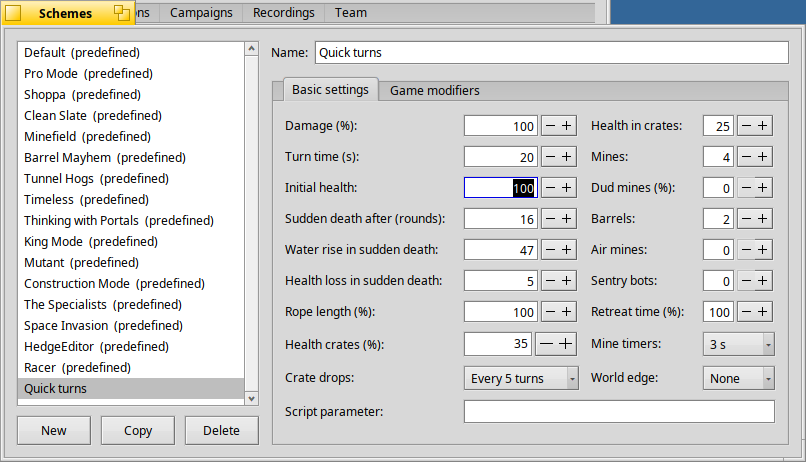 Schemes ons Campaigns Recordings Team
Name: Quick turns
Default (predefined)
Pro Mode (predefined)
Shoppa (predefined)
Clean Slate (predefined)
Minefield (predefined)
Barrel Mayhem (predefined)
Tunnel Hogs (predefined)
Timeless (predefined)
Thinking with Portals (predefined)
King Mode (predefined)
Mutant (predefined)
Construction Mode (predefined)
The Specialists (predefined)
Space Invasion (predefined)
HedgeEditor (predefined)
Racer (predefined)
Quick turns
New Copy Delete
Basic settings Game modifiers
Damage (%): 100 Health in crates: 25
Turn time (s): 20 Mines: 4
Initial health: 100 Dud mines (%): 0
Sudden death after (rounds): 16 Barrels: 2
Water rise in sudden death: 47 Air mines: 0
Health loss in sudden death: 5 Sentry bots: 0
Rope length (%): 100 Retreat time (%): 100
Health crates (%): 35 Mine timers: 3 s
Crate drops: Every 5 turns World edge: None
Script parameter: